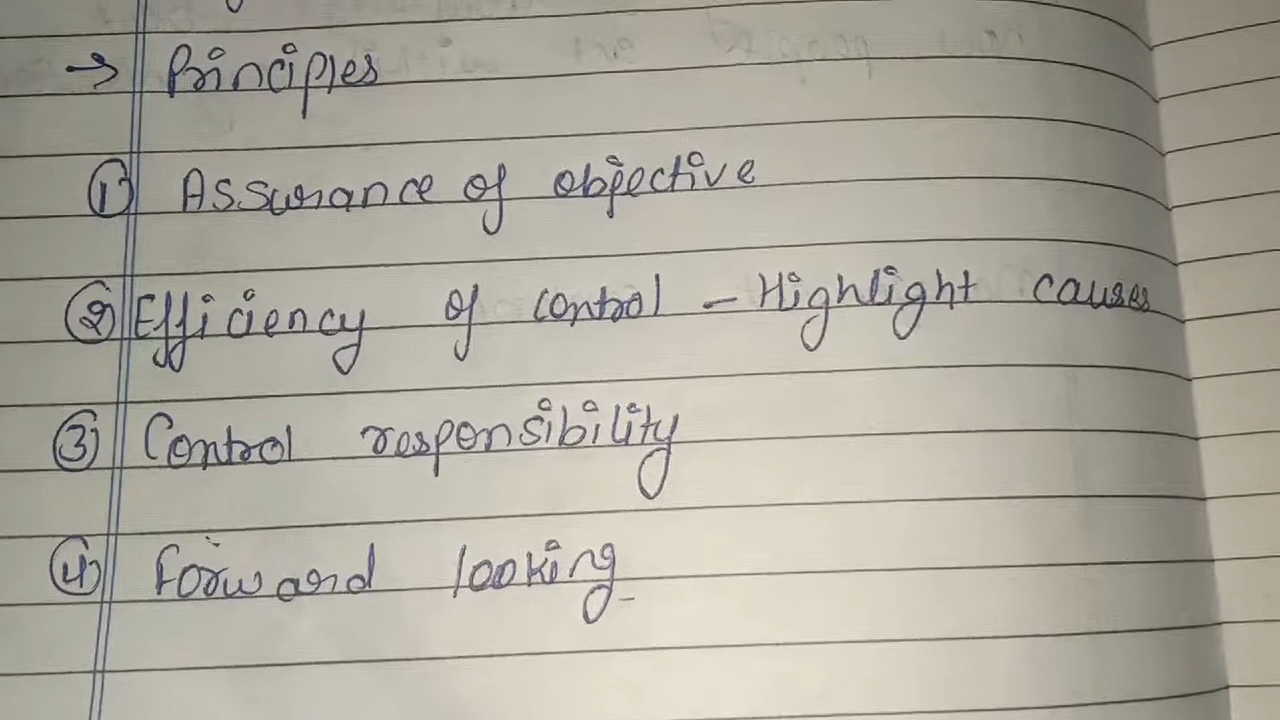 → Principles
① Assurance of objective
② Efficiency of control - Highlight causes
③ Control responsibility
④ Forward looking